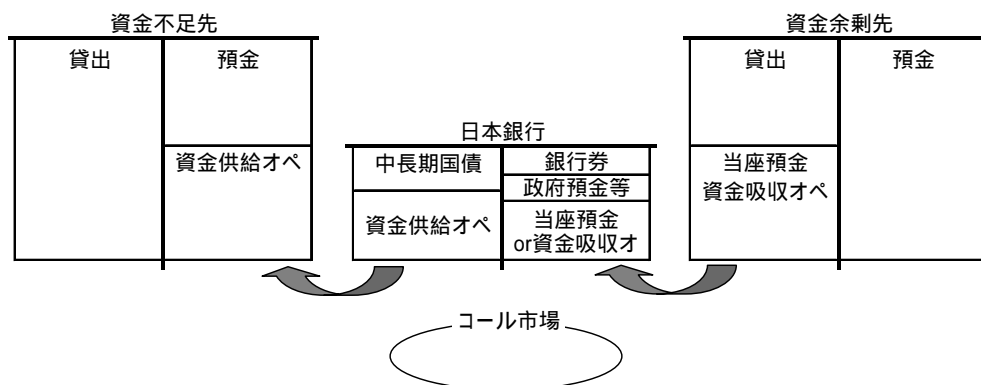 資金不足先
貸出
預金
資金供給オペ
日本銀行
中長期国債
資金供給オペ
銀行券
政府預金等
当座預金
or資金吸収オ
資金余剰先
貸出
当座預金
資金吸収オペ
預金
コール市場